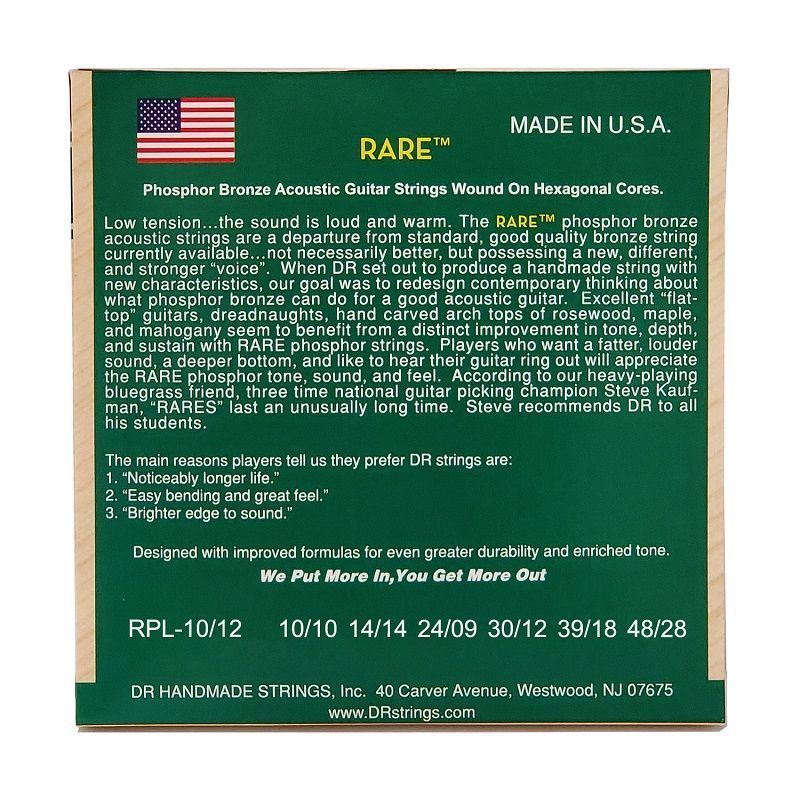 MADE IN U.S.A.
RARE™
Phosphor Bronze Acoustic Guitar Strings Wound On Hexagonal Cores.
Low tension...the sound is loud and warm. The RARE™ phosphor bronze
acoustic strings are a departure from standard, good quality bronze string
currently available...not necessarily better, but possessing a new, different,
and stronger “voice”. When DR set out to produce a handmade string with
new characteristics, our goal was to redesign contemporary thinking about
what phosphor bronze can do for a good acoustic guitar. Excellent “flat-
top” guitars, dreadnaughts, hand carved arch tops of rosewood, maple,
and mahogany seem to benefit from a distinct improvement in tone, depth,
and sustain with RARE phosphor strings. Players who want a fatter, louder
sound, a deeper bottom, and like to hear their guitar ring out will appreciate
the RARE phosphor tone, sound, and feel. According to our heavy-playing
bluegrass friend, three time national guitar picking champion Steve Kauf-
man, “RARES” last an unusually long time. Steve recommends DR to all
his students.
The main reasons players tell us they prefer DR strings are:
1. “Noticeably longer life.”
2. “Easy bending and great feel.”
3. “Brighter edge to sound.”
Designed with improved formulas for even greater durability and enriched tone.
We Put More In,You Get More Out
RPL-10/12 10/10 14/14 24/09 30/12 39/18 48/28
DR HANDMADE STRINGS, Inc. 40 Carver Avenue, Westwood, NJ 07675
www.DRstrings.com